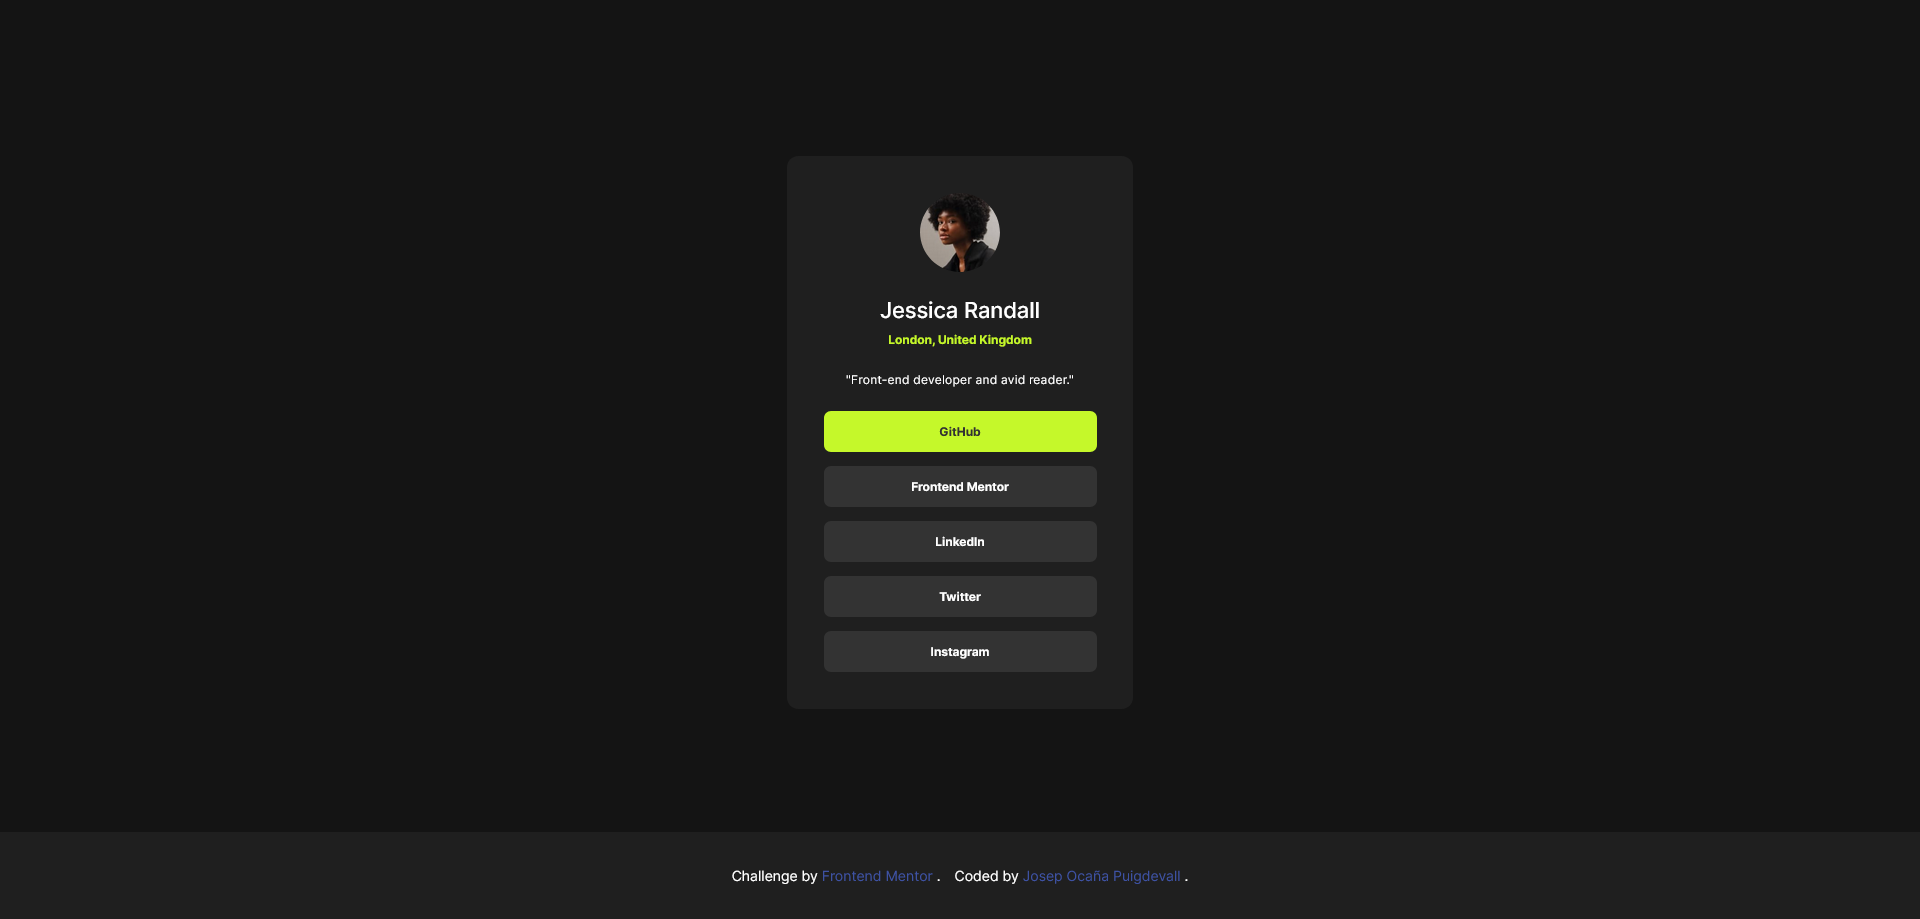 Jessica Randall
London, United Kingdom
"Front-end developer and avid reader."
GitHub
Frontend Mentor
LinkedIn
Twitter
Instagram
Challenge by Frontend Mentor . Coded by Josep Ocaña Puigdevall .